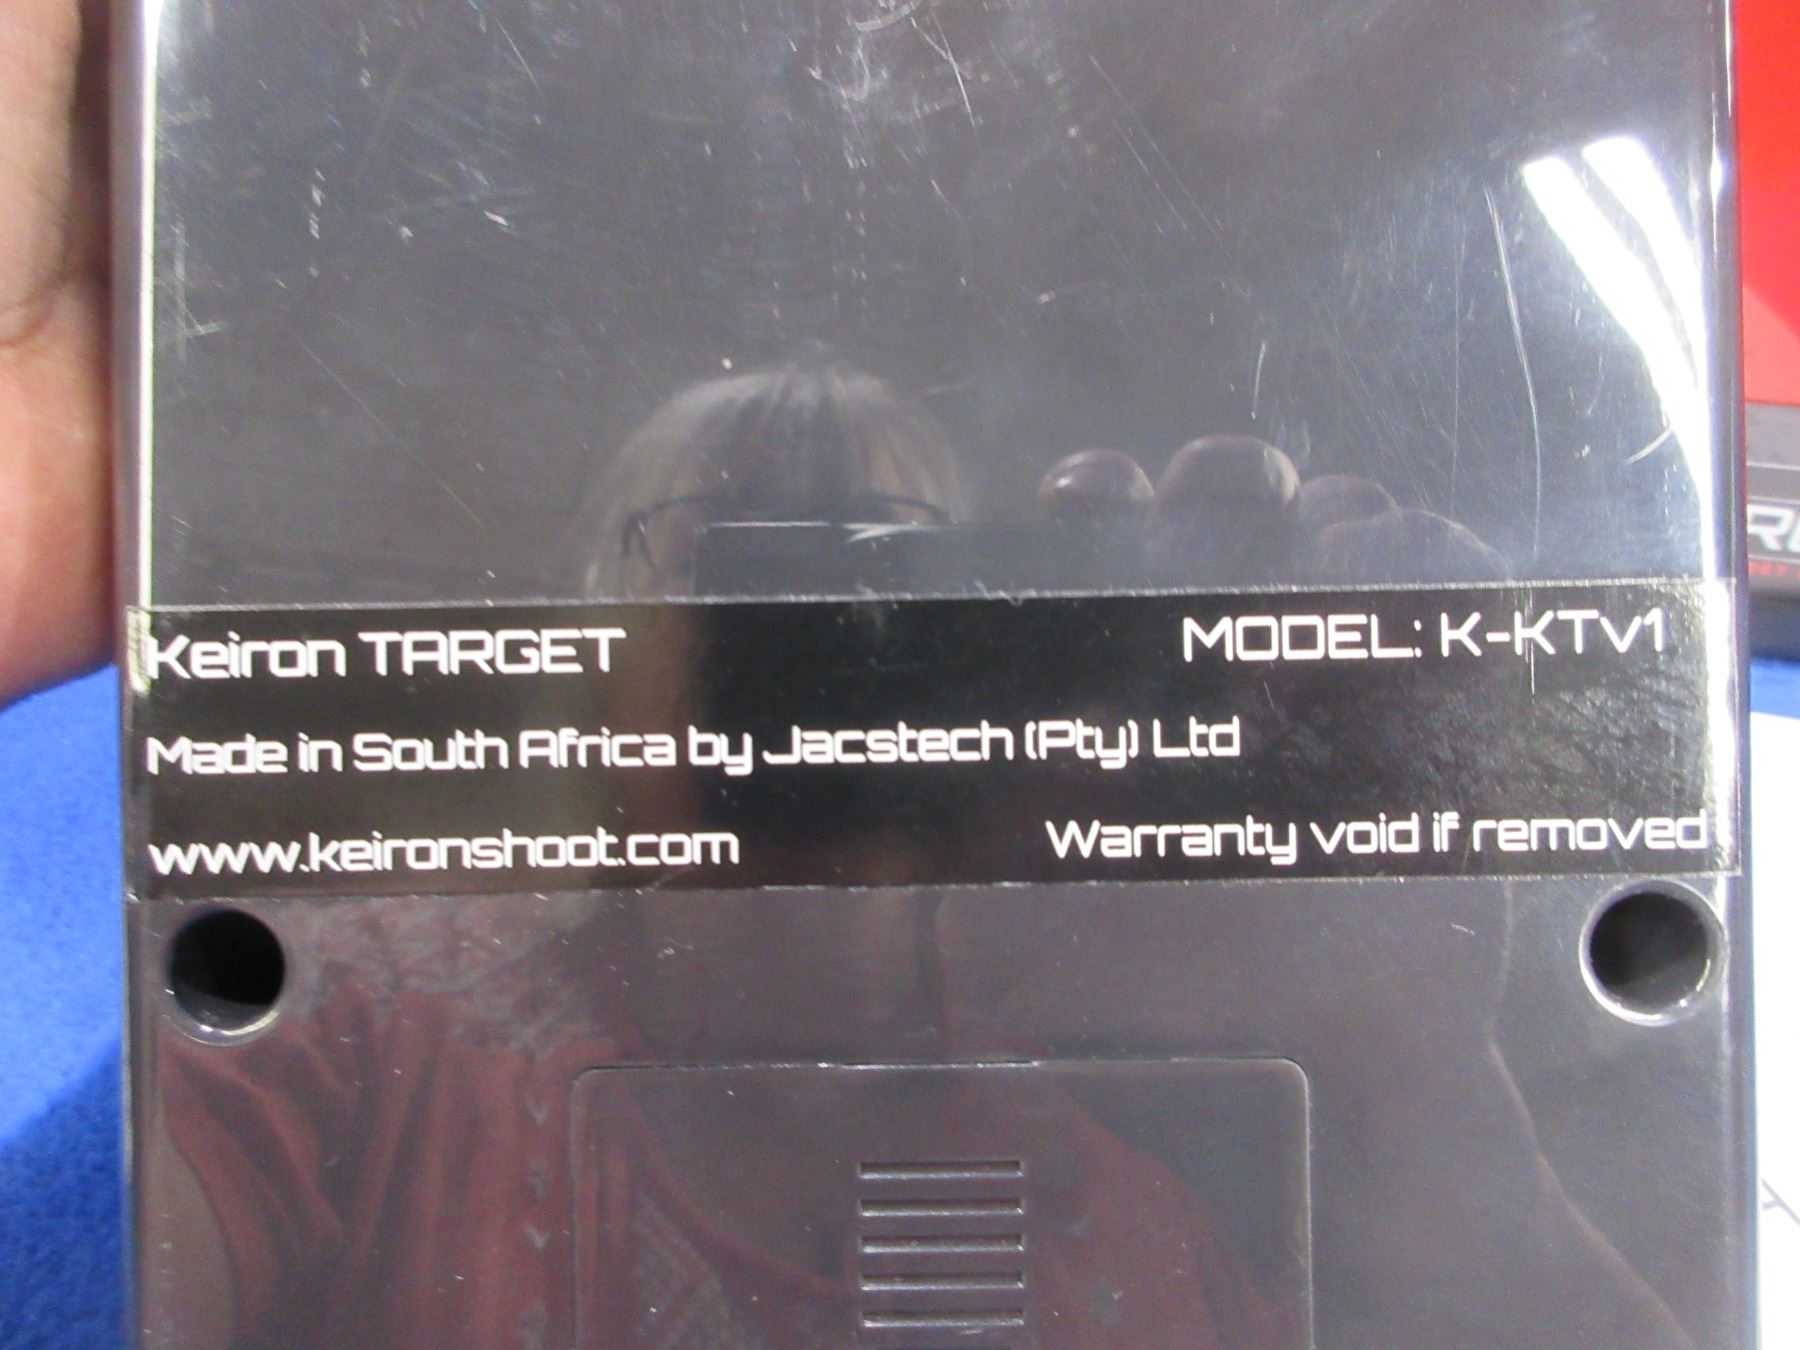 Keiron TARGET MODEL: K-KTv1
Made in South Africa by Jacstech (Pty) Ltd
www.keironshoot.com Warranty void if removed